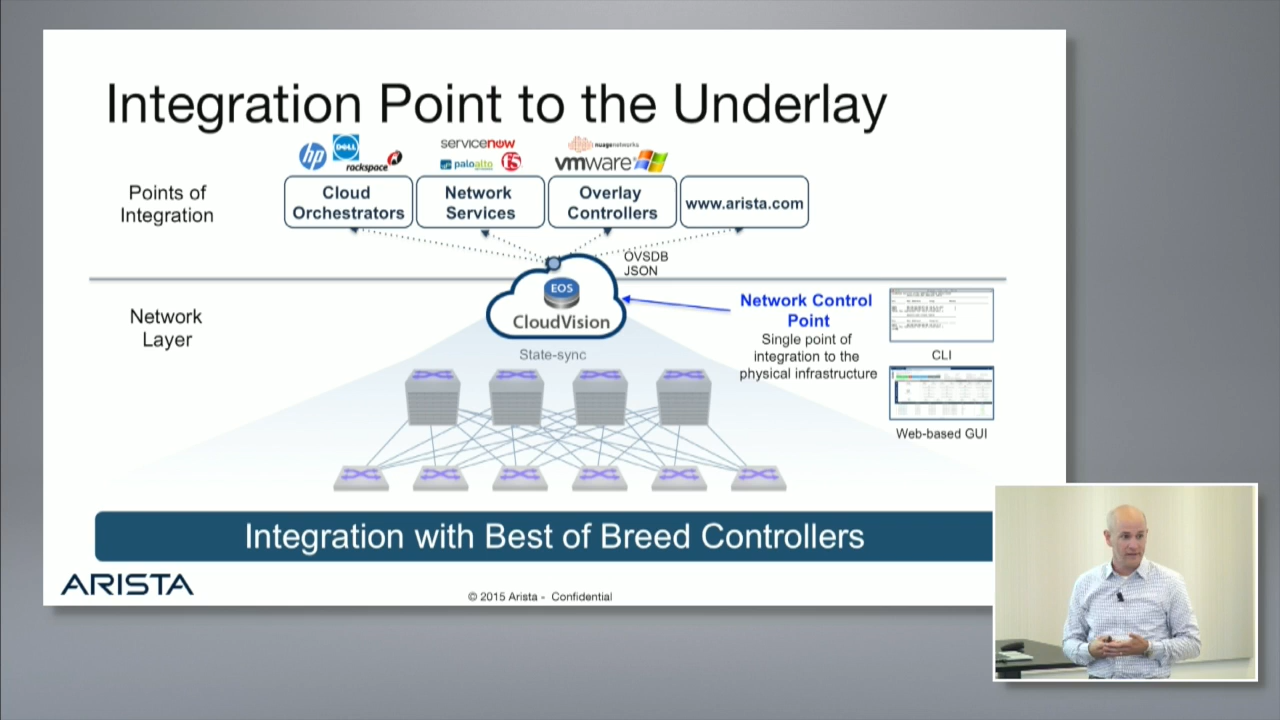 Integration Point to the Underlay
hp
DELL
rackspace
servicenow
paloalto
f5
nuagenetworks
vmware
Points of
Integration
Cloud
Orchestrators
Network
Services
Overlay
Controllers
www.arista.com
OVSDB
JSON
Network
Layer
EOS
CloudVision
State-sync
Network Control
Point
Single point of
integration to the
physical infrastructure
CLI
Web-based GUI
Integration with Best of Breed Controllers
ARISTA
© 2015 Arista - Confidential